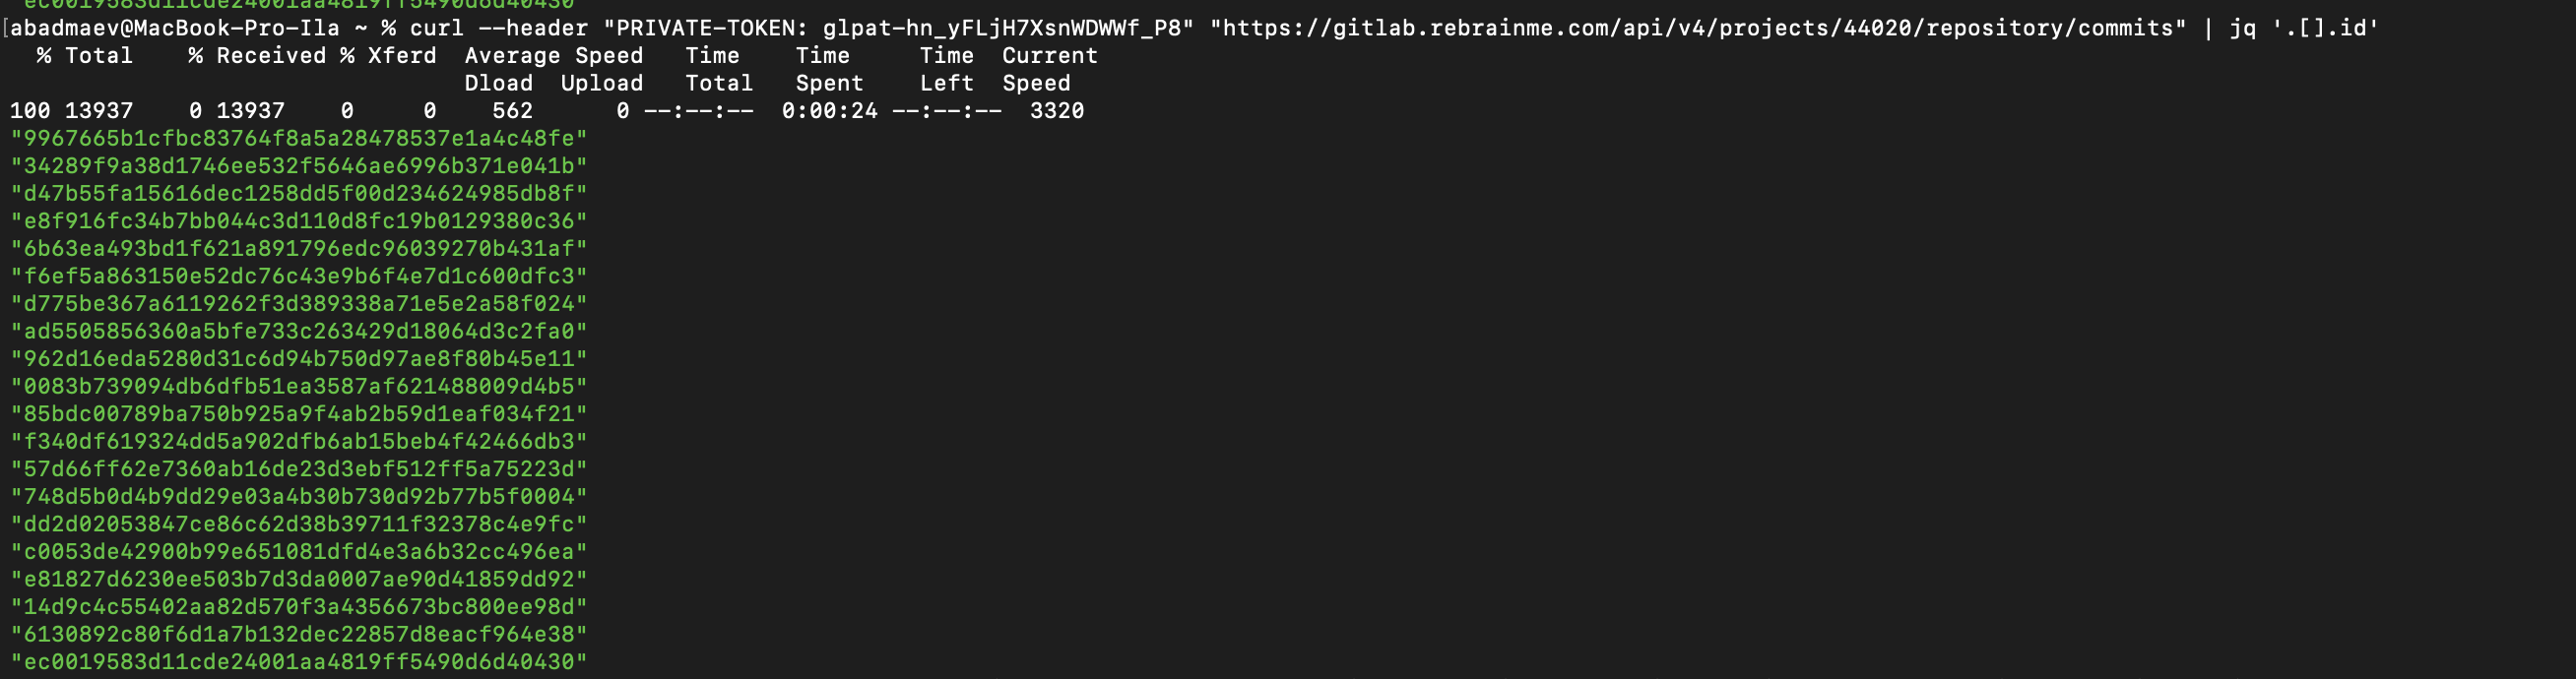 ec0019583d11cde24001aa4819ff5490d6d40430
[abadmaev@MacBook-Pro-Ila ~ % curl --header "PRIVATE-TOKEN: glpat-hn_yFLjH7XsnWDWWf_P8" "https://gitlab.rebrainme.com/api/v4/projects/44020/repository/commits" | jq '.[].id'
% Total % Received % Xferd Average Speed Time Time Time Current
Dload Upload Total Spent Left Speed
100 13937 0 13937 0 0 562 0 --:--:-- 0:00:24 --:--:-- 3320
"9967665b1cfbc83764f8a5a28478537e1a4c48fe"
"34289f9a38d1746ee532f5646ae6996b371e041b"
"d47b55fa15616dec1258dd5f00d234624985db8f"
"e8f916fc34b7bb044c3d110d8fc19b0129380c36"
"6b63ea493bd1f621a891796edc96039270b431af"
"f6ef5a863150e52dc76c43e9b6f4e7d1c600dfc3"
"d775be367a6119262f3d389338a71e5e2a58f024"
"ad5505856360a5bfe733c263429d18064d3c2fa0"
"962d16eda5280d31c6d94b750d97ae8f80b45e11"
"0083b739094db6dfb51ea3587af621488009d4b5"
"85bdc00789ba750b925a9f4ab2b59d1eaf034f21"
"f340df619324dd5a902dfb6ab15beb4f42466db3"
"57d66ff62e7360ab16de23d3ebf512ff5a75223d"
"748d5b0d4b9dd29e03a4b30b730d92b77b5f0004"
"dd2d02053847ce86c62d38b39711f32378c4e9fc"
"c0053de42900b99e651081dfd4e3a6b32cc496ea"
"e81827d6230ee503b7d3da0007ae90d41859dd92"
"14d9c4c55402aa82d570f3a4356673bc800ee98d"
"6130892c80f6d1a7b132dec22857d8eacf964e38"
"ec0019583d11cde24001aa4819ff5490d6d40430"